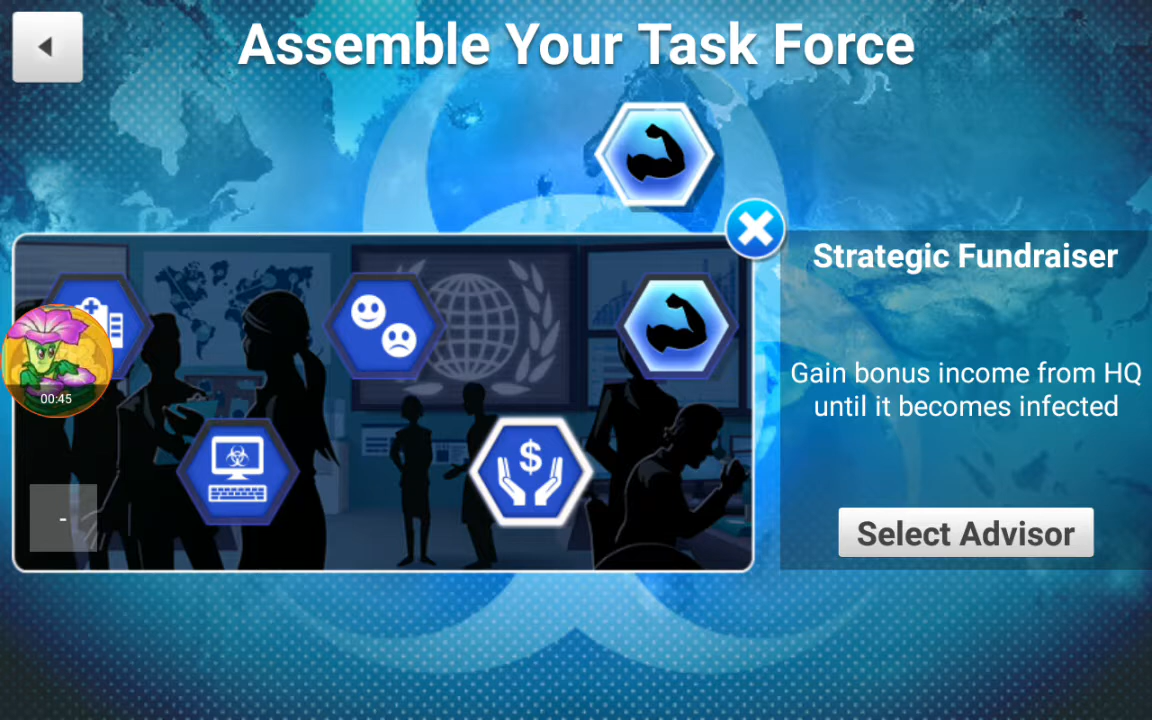 Assemble Your Task Force
Strategic Fundraiser
Gain bonus income from HQ
until it becomes infected
$
00:45
-
Select Advisor